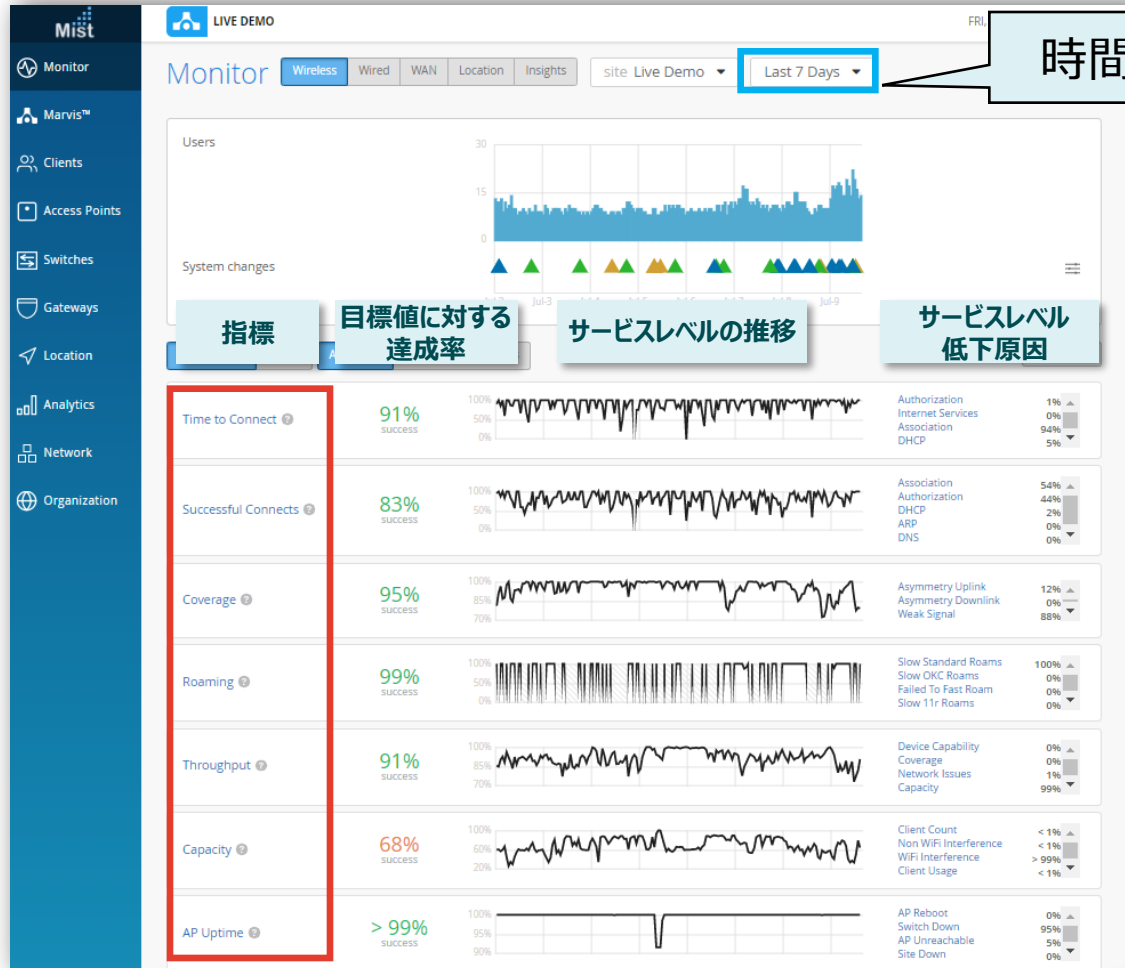 Mist
LIVE DEMO
FRI,
時間
Monitor
Marvis™
Clients
Access Points
Switches
Gateways
Location
Analytics
Network
Organization
Monitor Wireless Wired WAN Location Insights site Live Demo Last 7 Days
Users
30
15
0
System changes
Jul-3
Jul-9
指標
目標値に対する
達成率
サービスレベルの推移
サービスレベル
低下原因
Time to Connect
91%
success
100%
50%
0%
Authorization 1%
Internet Services 0%
Association 94%
DHCP 5%
Successful Connects
83%
success
100%
50%
0%
Association 54%
Authorization 44%
DHCP 2%
ARP 0%
DNS 0%
Coverage
95%
success
100%
85%
70%
Asymmetry Uplink 12%
Asymmetry Downlink 0%
Weak Signal 88%
Roaming
99%
success
100%
50%
0%
Slow Standard Roams 100%
Slow OKC Roams 0%
Failed To Fast Roam 0%
Slow 11r Roams 0%
Throughput
91%
success
100%
85%
70%
Device Capability 0%
Coverage 0%
Network Issues 1%
Capacity 99%
Capacity
68%
success
100%
60%
20%
Client Count < 1%
Non WiFi Interference < 1%
WiFi Interference > 99%
Client Usage < 1%
AP Uptime
> 99%
success
100%
95%
90%
AP Reboot 0%
Switch Down 95%
AP Unreachable 5%
Site Down 0%